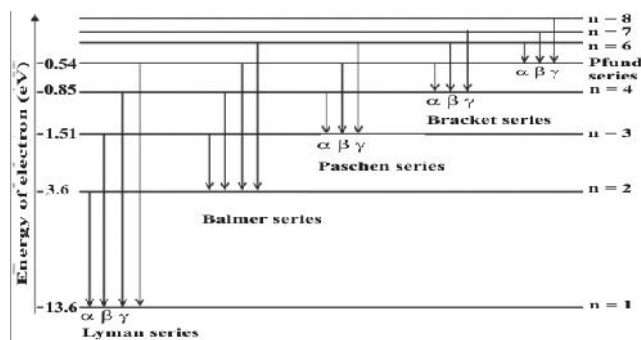 n – 8
n – 7
n = 6
-0.54
α β γ
Pfund
series
-0.85
α β γ
n = 4
Bracket series
α β γ
-1.51
α β γ
n – 3
Paschen series
-3.6
n = 2
Balmer series
-13.6
n = 1
α β γ
Lyman series
Energy of electron (eV)